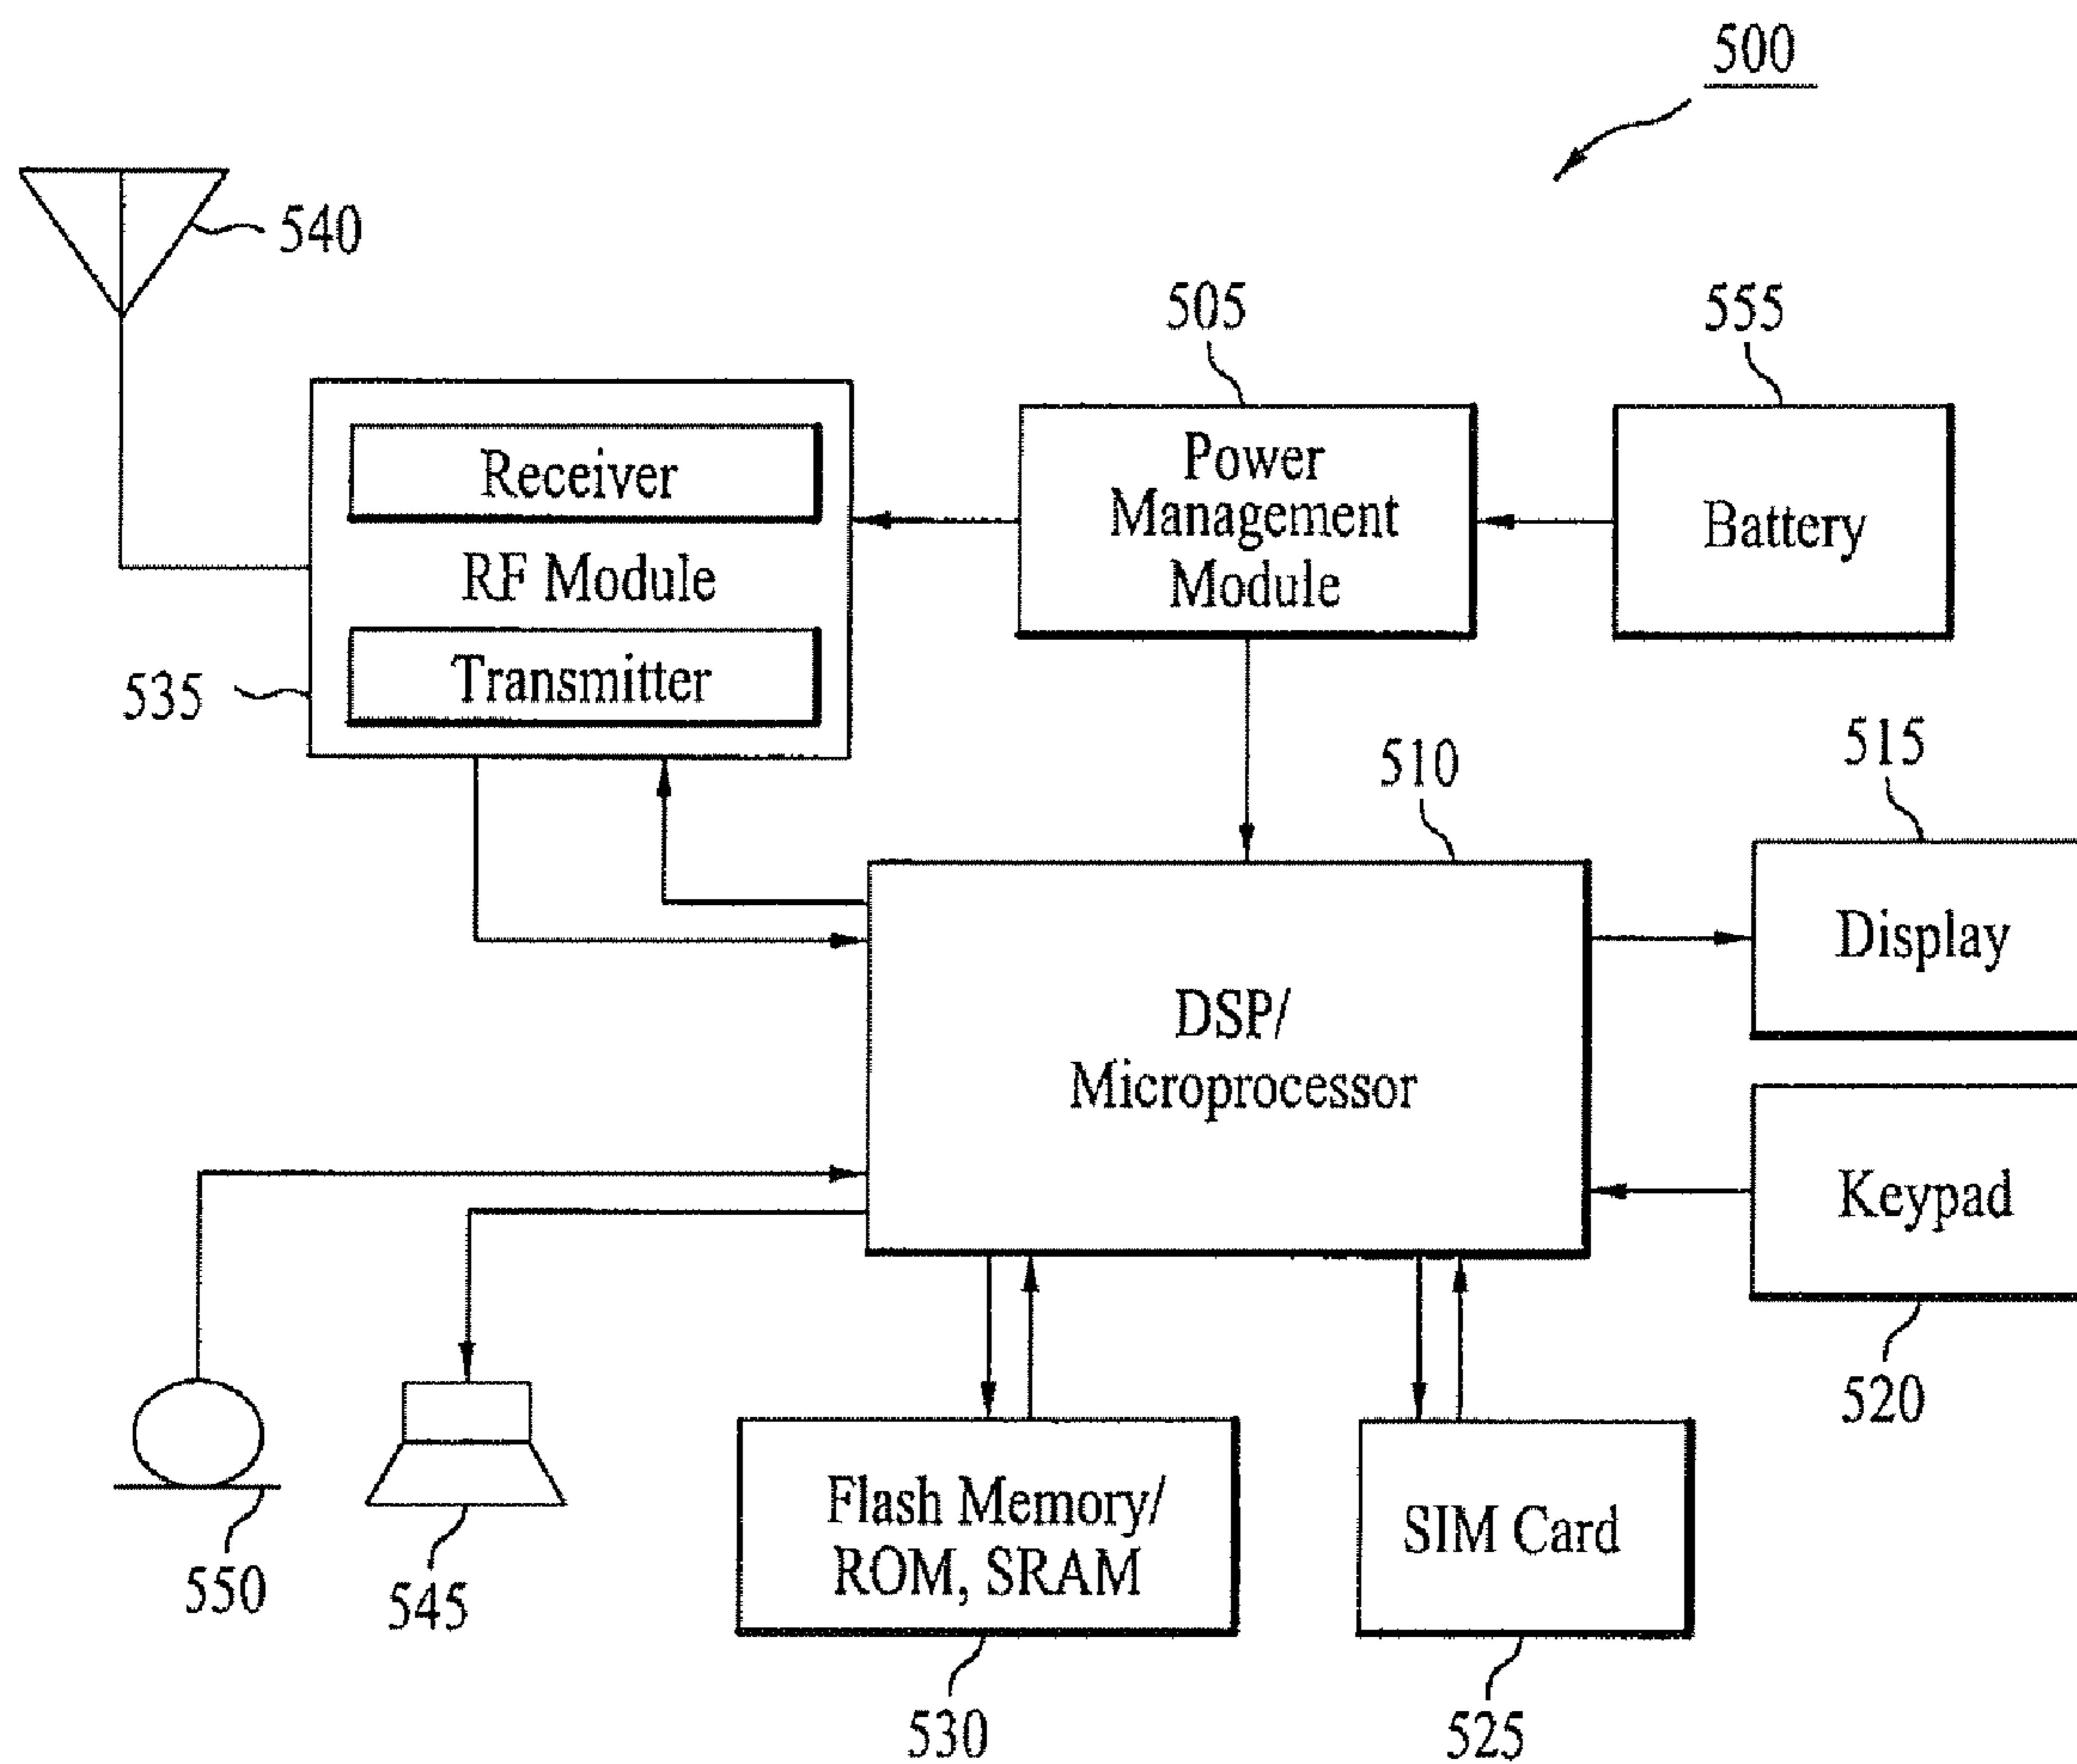 500
540
505
555
Receiver
RF Module
Transmitter
535
Power
Management
Module
Battery
510
515
DSP/
Microprocessor
Display
Keypad
520
550
545
Flash Memory/
ROM, SRAM
530
SIM Card
525